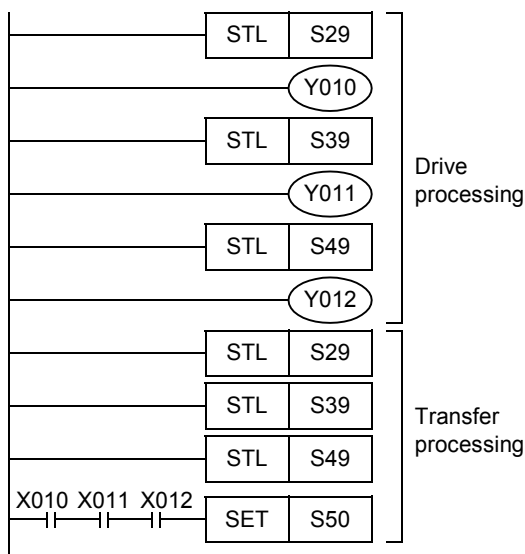 STL S29
Y010
STL S39
Y011
STL S49
Y012
Drive
processing
STL S29
STL S39
STL S49
X010 X011 X012
SET S50
Transfer
processing